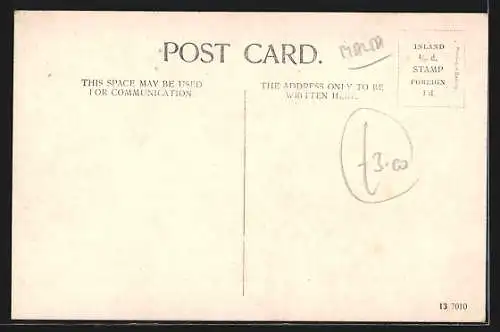 POST CARD.
MALTA
INLAND
½ d.
STAMP
FOREIGN
1 d.
THIS SPACE MAY BE USED
FOR COMMUNICATION
THE ADDRESS ONLY TO BE
WRITTEN HERE.
£3.00
13 7010